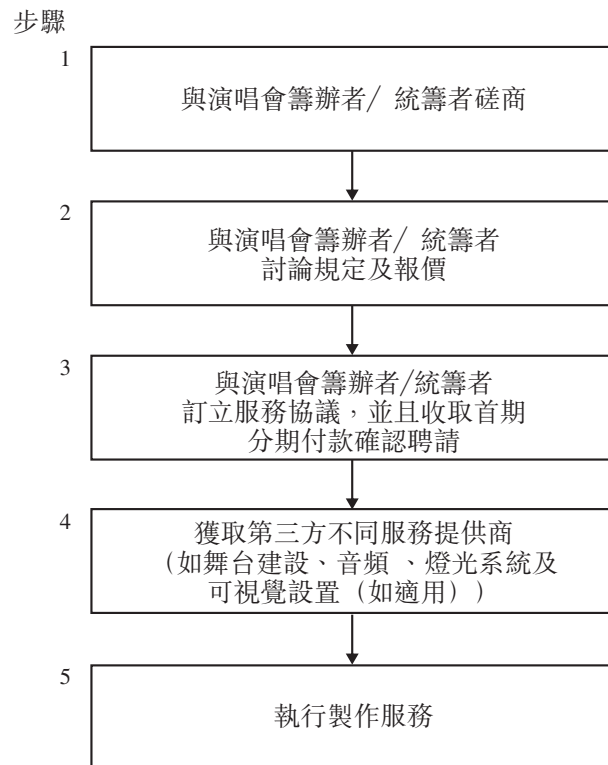 步驟
1
與演唱會籌辦者/ 統籌者磋商
2
與演唱會籌辦者/ 統籌者
討論規定及報價
3
與演唱會籌辦者/統籌者
訂立服務協議，並且收取首期
分期付款確認聘請
4
獲取第三方不同服務提供商
（如舞台建設、音頻 、燈光系統及
可視覺設置（如適用））
5
執行製作服務